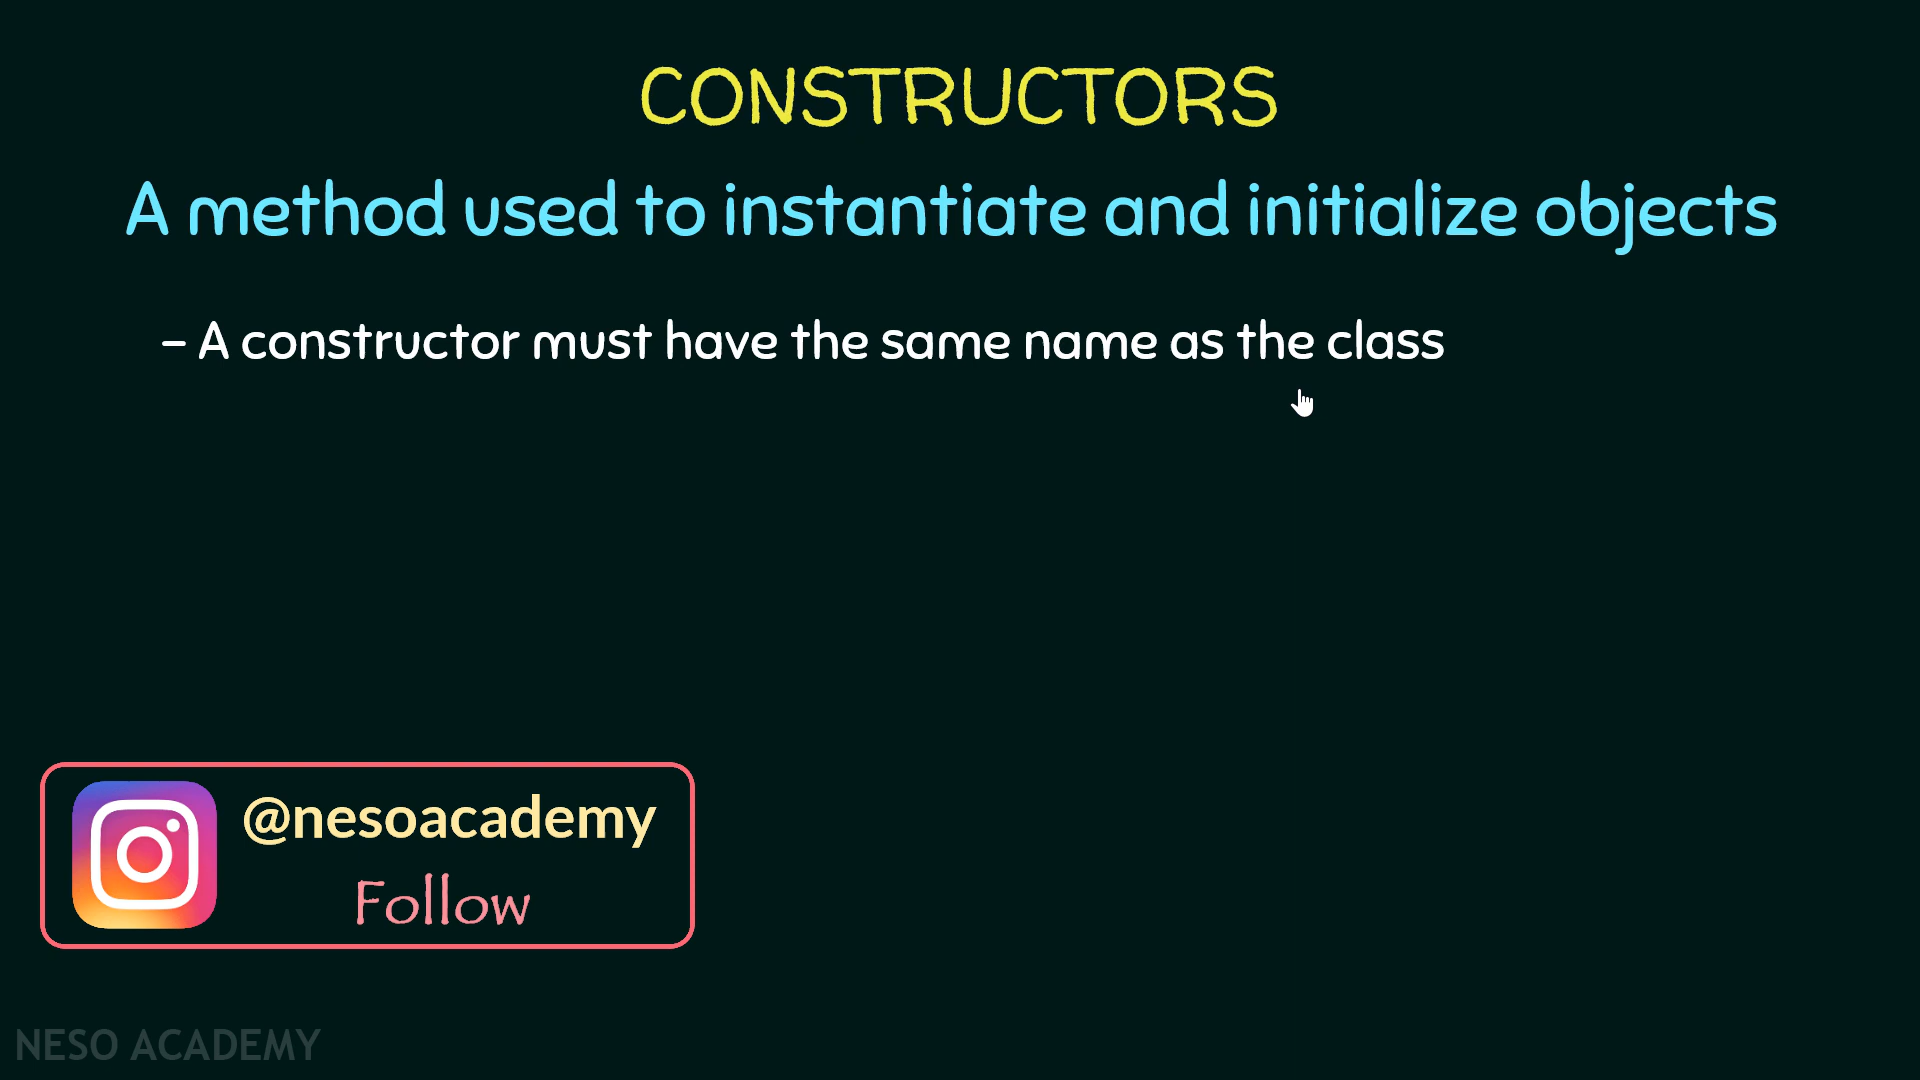 CONSTRUCTORS
A method used to instantiate and initialize objects
– A constructor must have the same name as the class
@nesoacademy
Follow
NESO ACADEMY